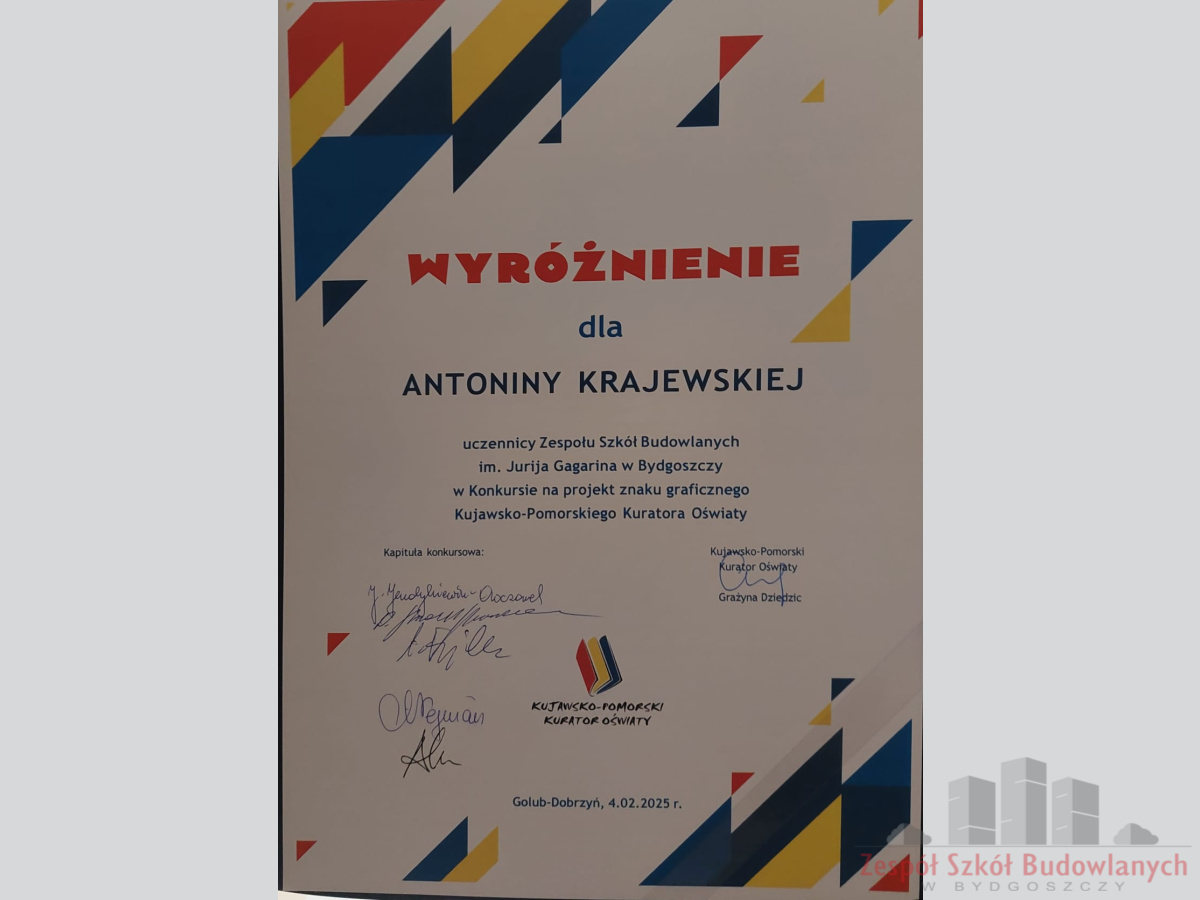 WYRÓŻNIENIE
dla
ANTONINY KRAJEWSKIEJ
uczennicy Zespołu Szkół Budowlanych
im. Jurija Gagarina w Bydgoszczy
w Konkursie na projekt znaku graficznego
Kujawsko-Pomorskiego Kuratora Oświaty
Kapituła konkursowa:
Kujawsko-Pomorski
Kurator Oświaty
Grażyna Dziedzic
KUJAWSKO-POMORSKI
KURATOR OŚWIATY
Golub-Dobrzyń, 4.02.2025 r.
Zespół Szkół Budowlanych
W BYDGOSZCZY